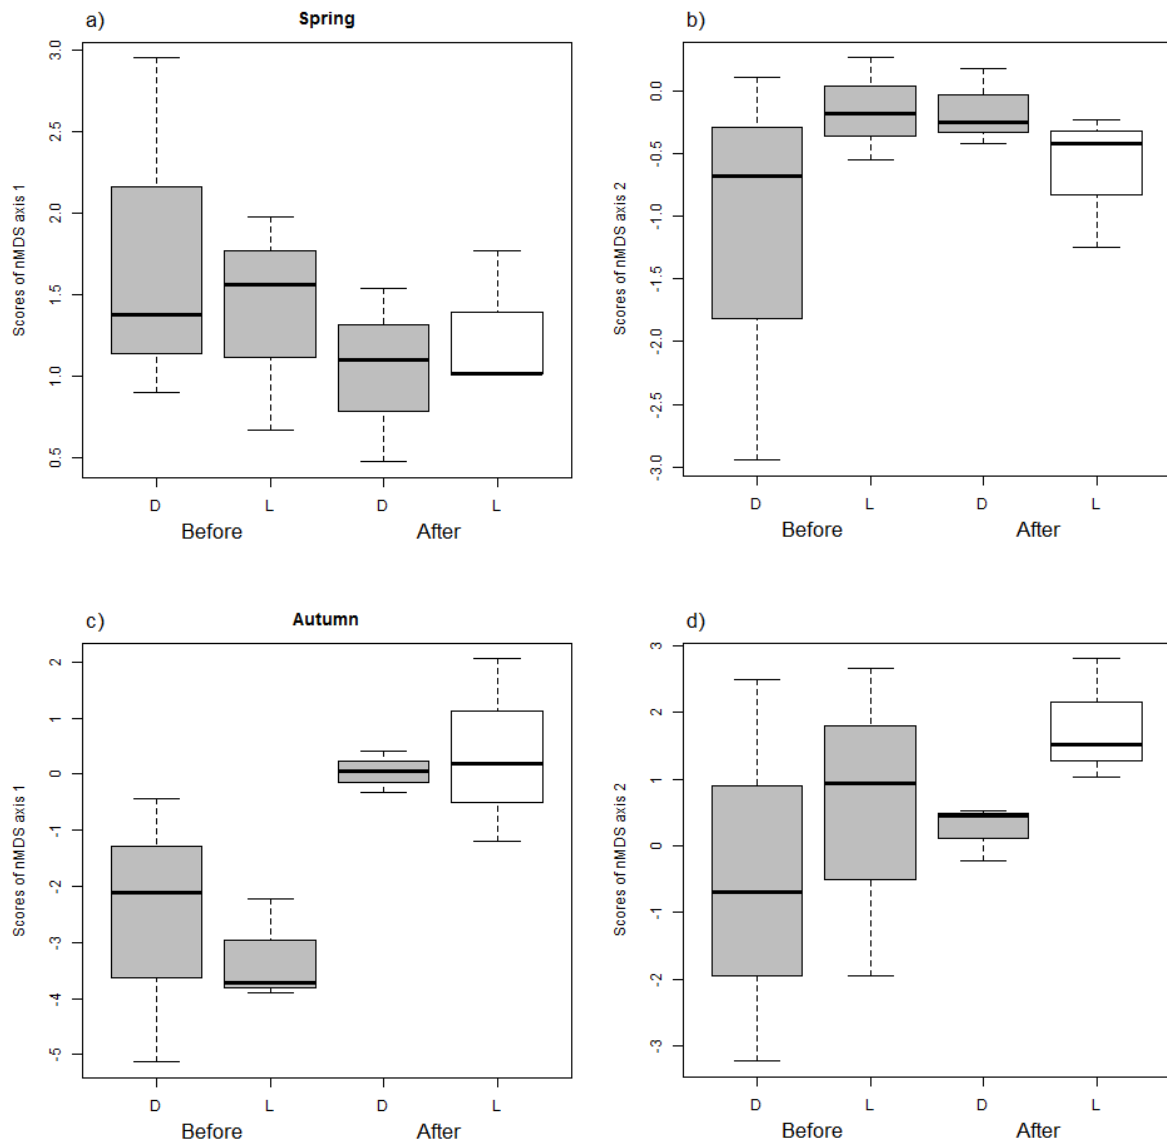 a)
Spring
Scores of nMDS axis 1
3.0
2.5
2.0
1.5
1.0
0.5
D
L
D
L
Before
After
b)
Scores of nMDS axis 2
0.0
-0.5
-1.0
-1.5
-2.0
-2.5
-3.0
D
L
D
L
Before
After
c)
Autumn
Scores of nMDS axis 1
2
1
0
-1
-2
-3
-4
-5
D
L
D
L
Before
After
d)
Scores of nMDS axis 2
3
2
1
0
-1
-2
-3
D
L
D
L
Before
After